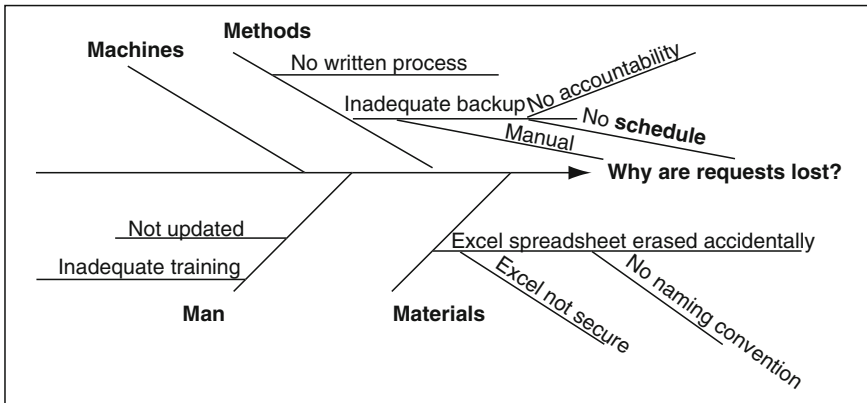 Methods
Machines
No written process
Inadequate backup
No accountability
No schedule
Manual
Why are requests lost?
Not updated
Inadequate training
Man
Excel spreadsheet erased accidentally
Excel not secure
No naming convention
Materials